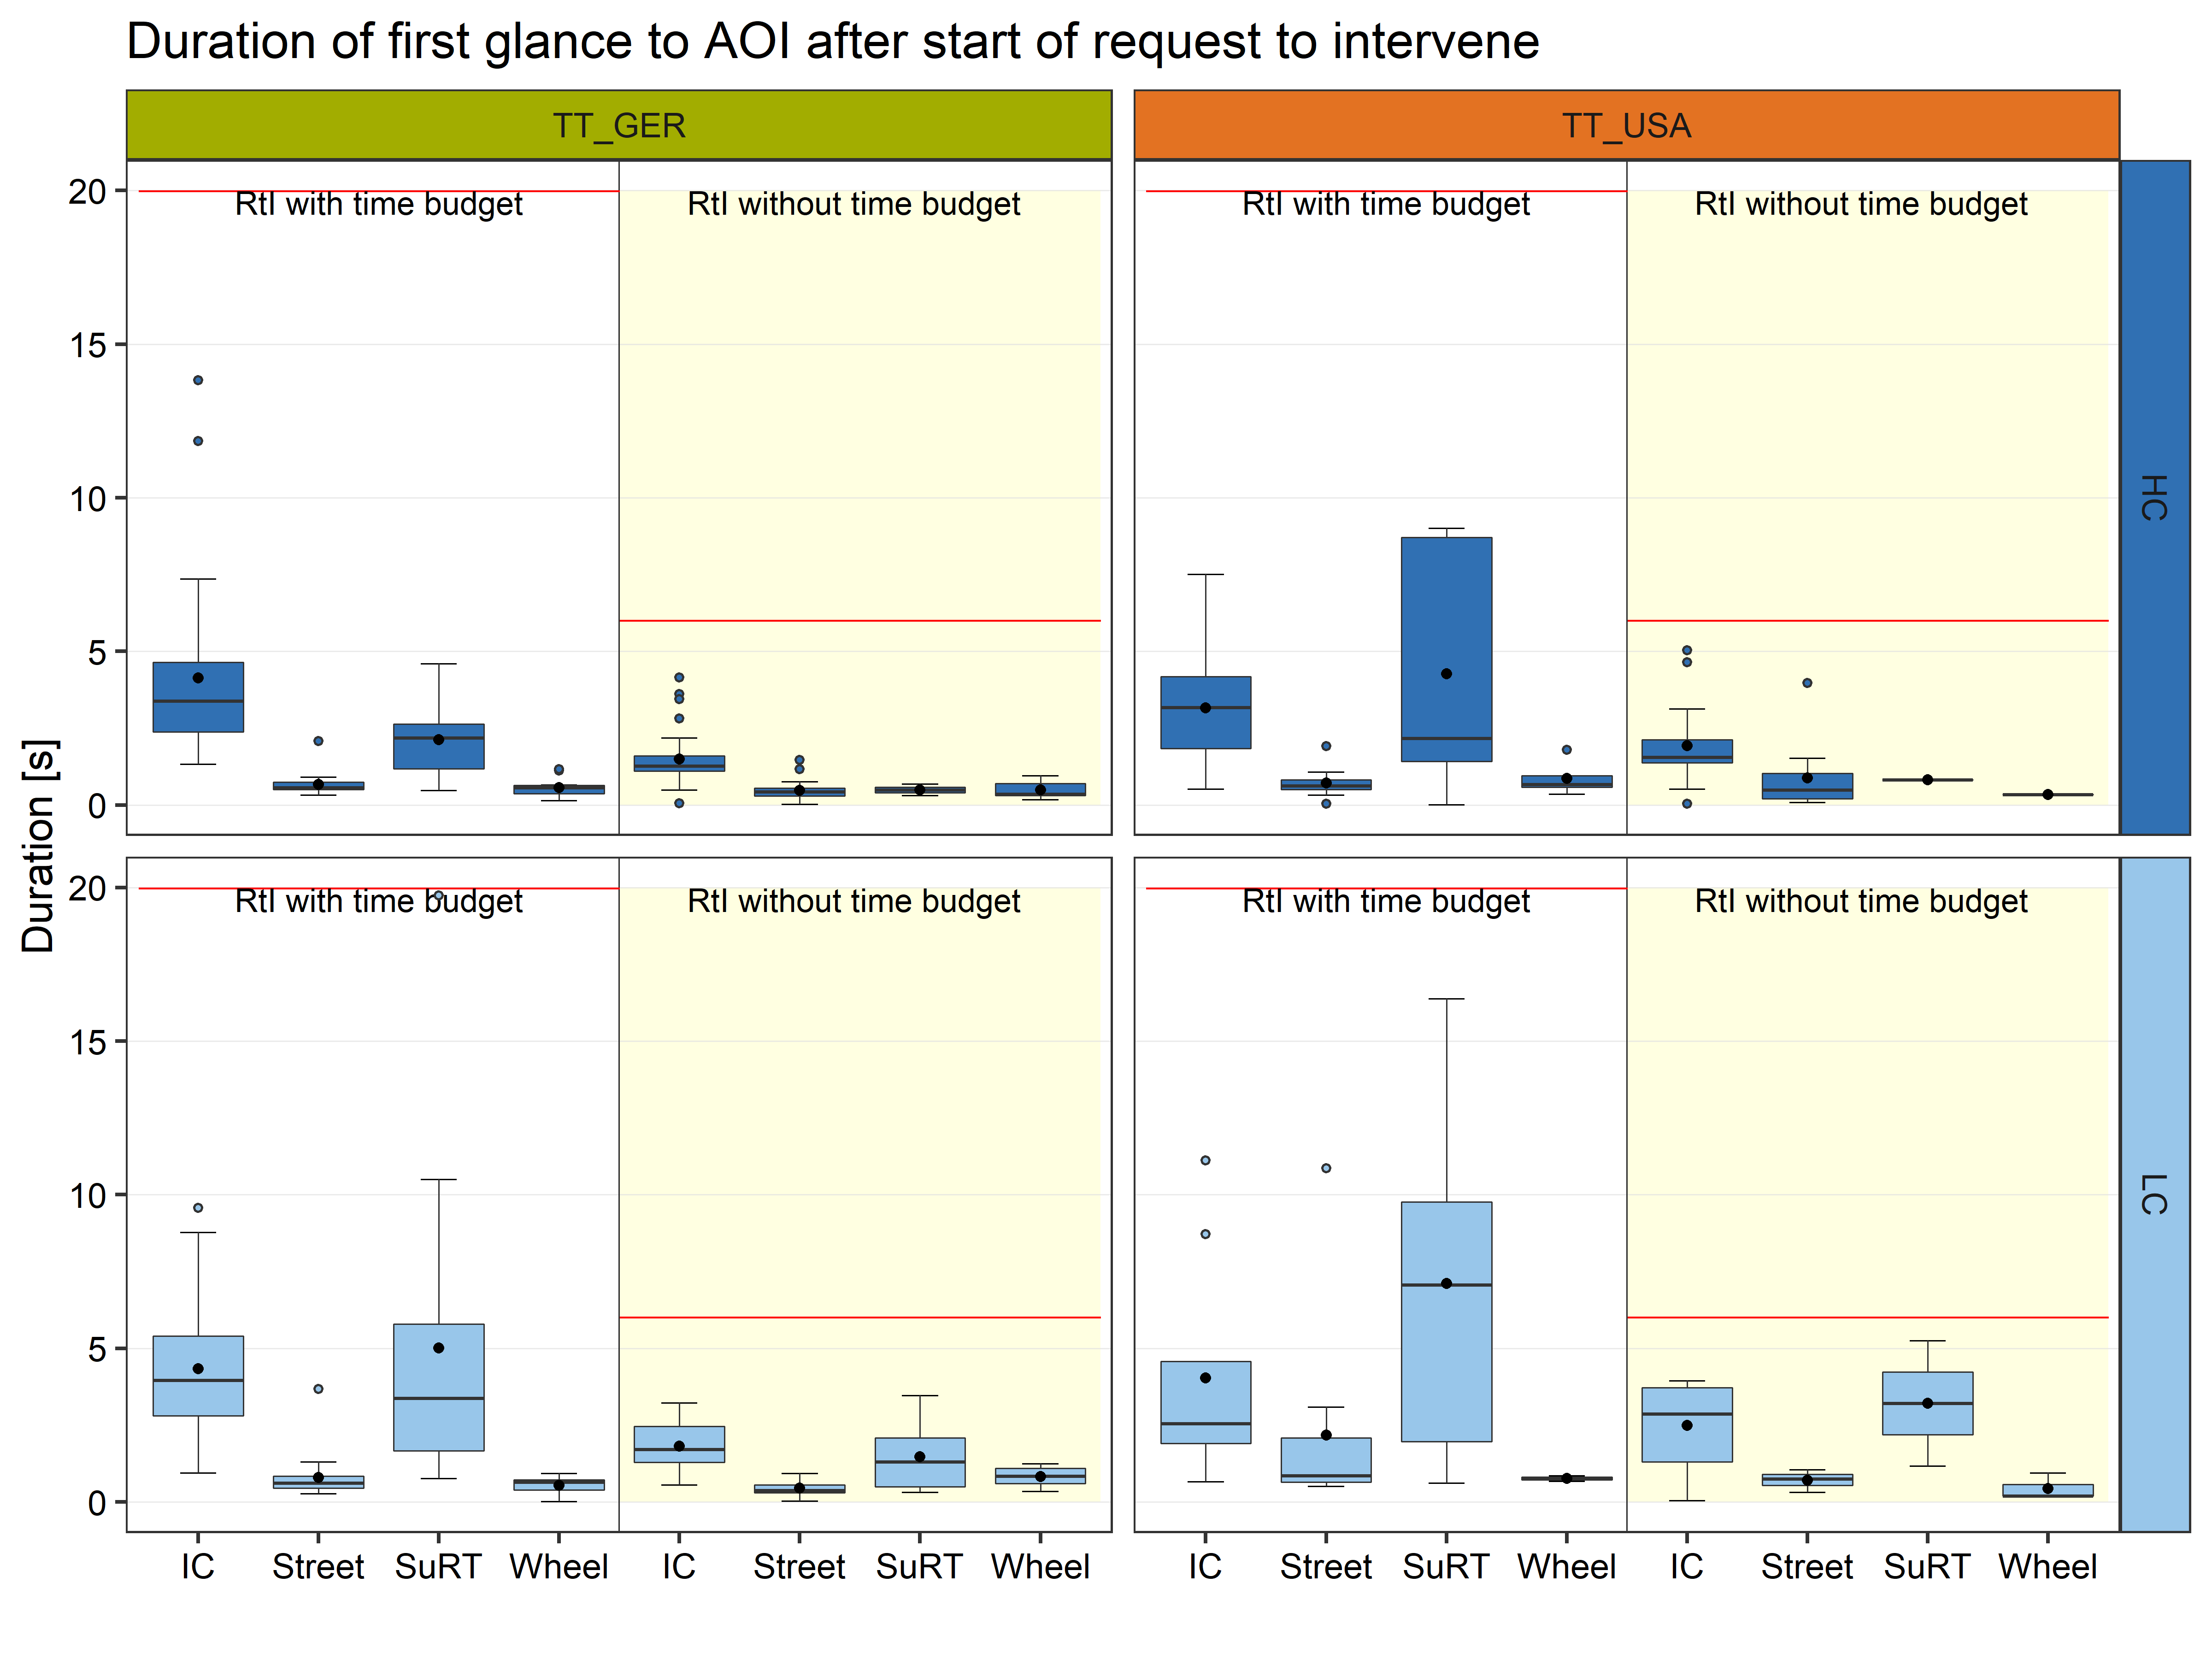 Duration of first glance to AOI after start of request to intervene
TT_GER
TT_USA
20
RtI with time budget
RtI without time budget
RtI with time budget
RtI without time budget
15
10
5
0
HC
Duration [s]
20
RtI with time budget
RtI without time budget
RtI with time budget
RtI without time budget
15
10
5
0
LC
IC Street SuRT Wheel IC Street SuRT Wheel
IC Street SuRT Wheel IC Street SuRT Wheel